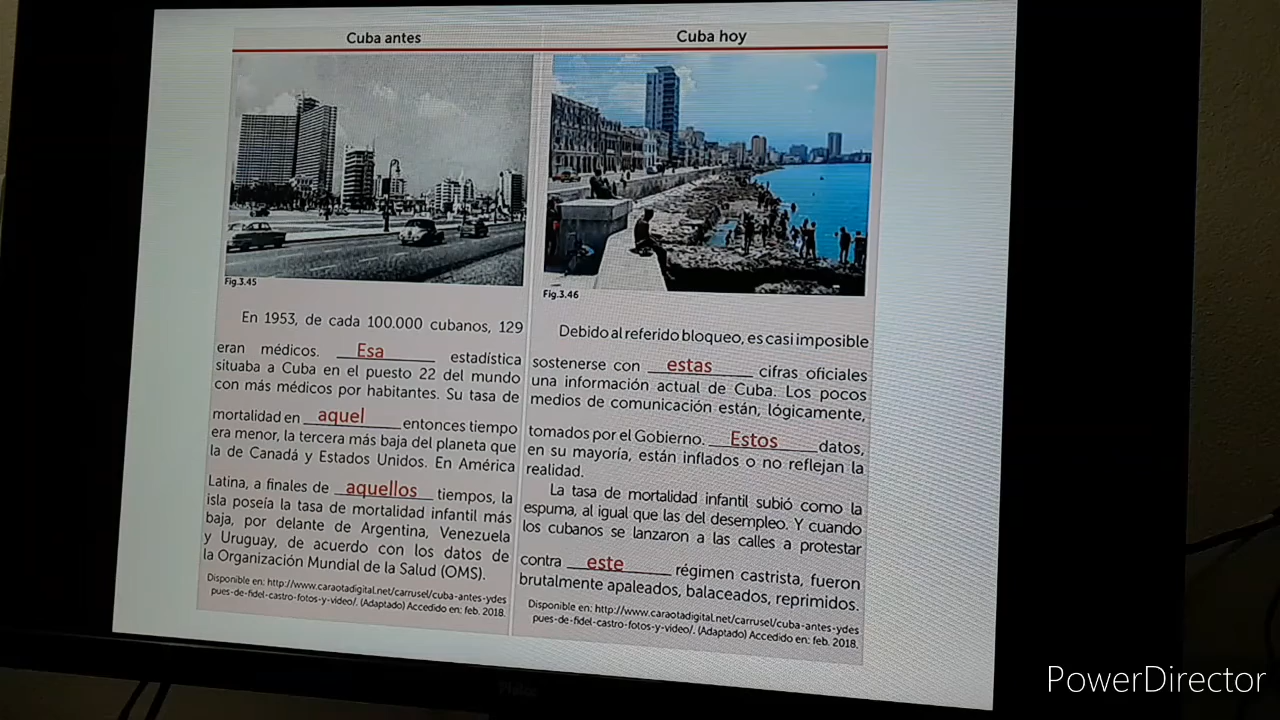 Cuba antes
Cuba hoy
Fig.3.45
En 1953, de cada 100.000 cubanos, 129
eran médicos. Esa estadística
situaba a Cuba en el puesto 22 del mundo
con más médicos por habitantes. Su tasa de
mortalidad en aquel entonces tiempo
era menor, la tercera más baja del planeta que
la de Canadá y Estados Unidos. En América
Latina, a finales de aquellos tiempos, la
isla poseía la tasa de mortalidad infantil más
baja, por delante de Argentina, Venezuela
y Uruguay, de acuerdo con los datos de
la Organización Mundial de la Salud (OMS).
Disponible en: http://www.caraotadigital.net/carrusel/cuba-antes-ydes
pues-de-fidel-castro-fotos-y-video/. (Adaptado) Accedido en: feb. 2018.
Fig.3.46
Debido al referido bloqueo, es casi imposible
sostenerse con estas cifras oficiales
una información actual de Cuba. Los pocos
medios de comunicación están, lógicamente,
tomados por el Gobierno. Estos datos,
en su mayoría, están inflados o no reflejan la
realidad.
La tasa de mortalidad infantil subió como la
espuma, al igual que las del desempleo. Y cuando
los cubanos se lanzaron a las calles a protestar
contra este régimen castrista, fueron
brutalmente apaleados, balaceados, reprimidos.
Disponible en: http://www.caraotadigital.net/carrusel/cuba-antes-ydes
pues-de-fidel-castro-fotos-y-video/. (Adaptado) Accedido en: feb. 2018.
PowerDirector